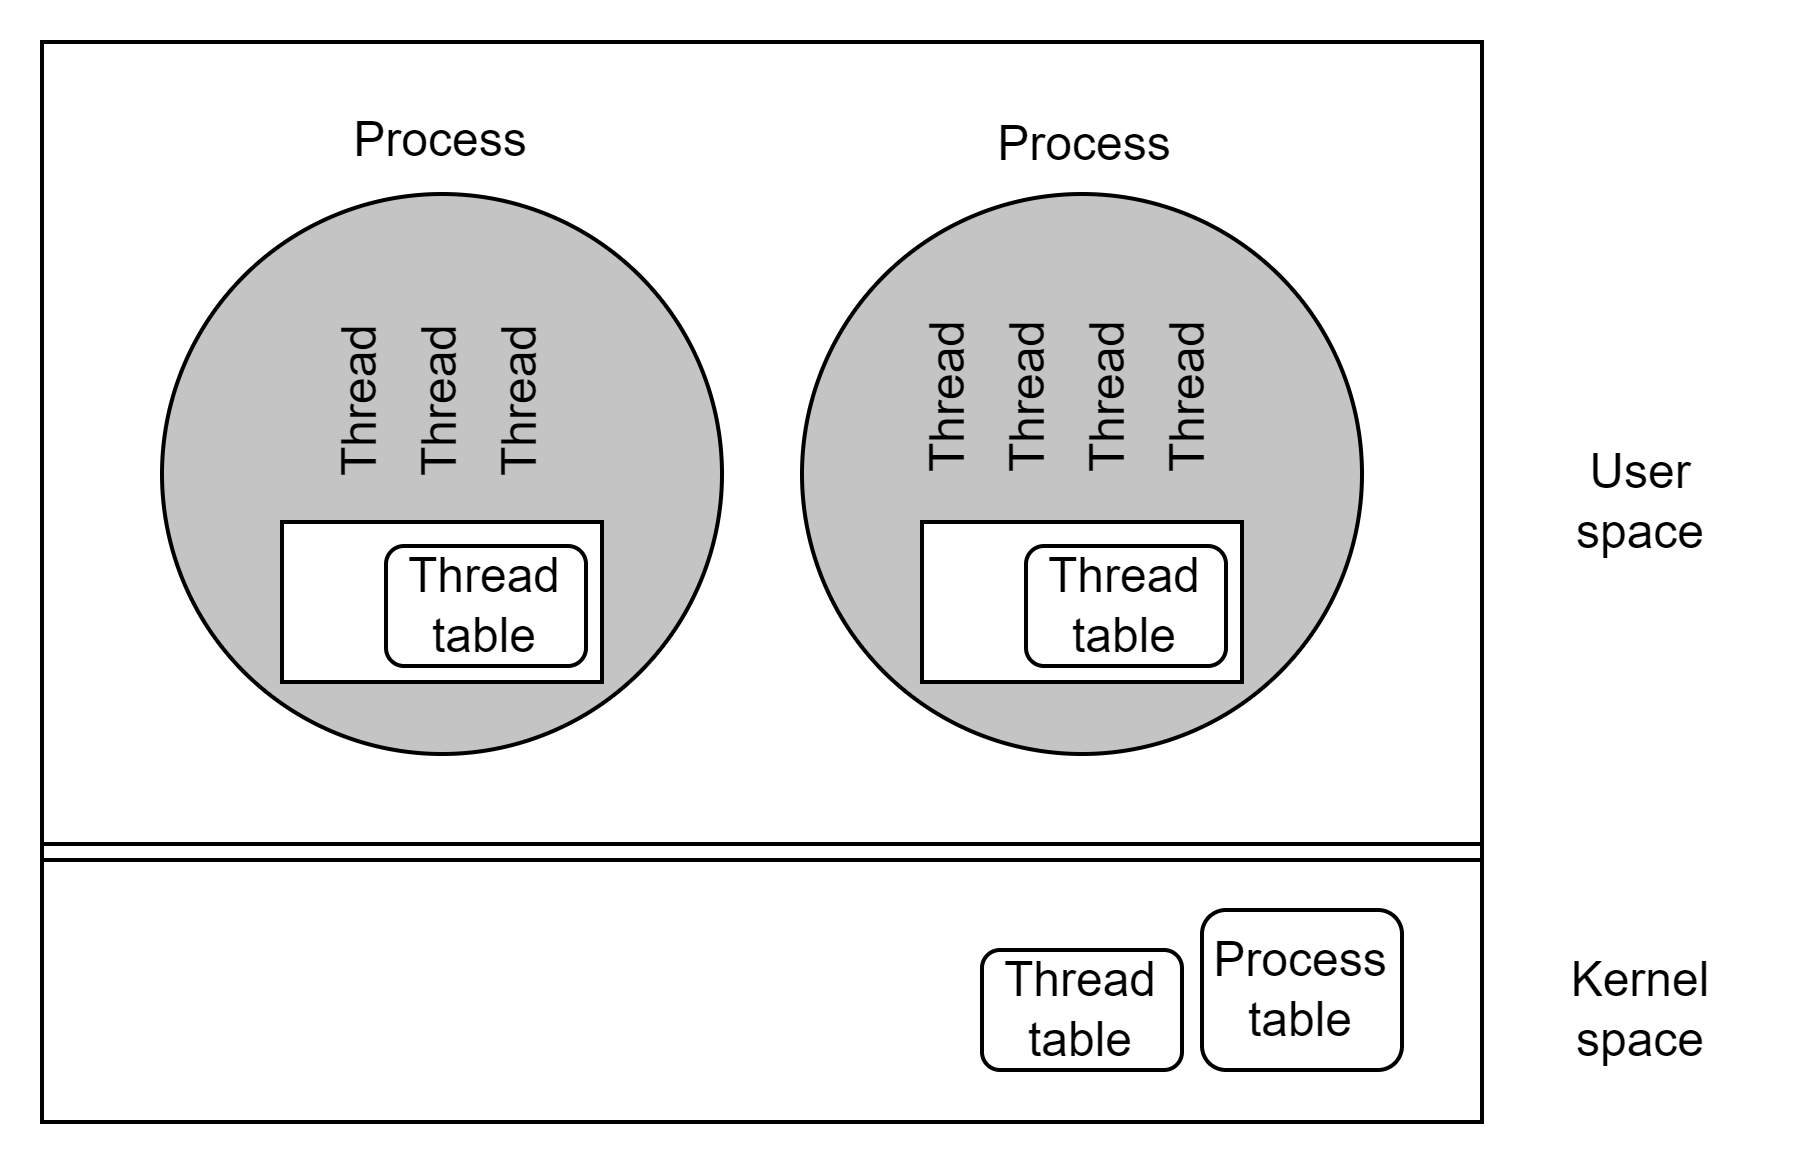 Process
Process
Thread
Thread
Thread
Thread
Thread
Thread
Thread
Thread
table
Thread
table
User
space
Thread
table
Process
table
Kernel
space